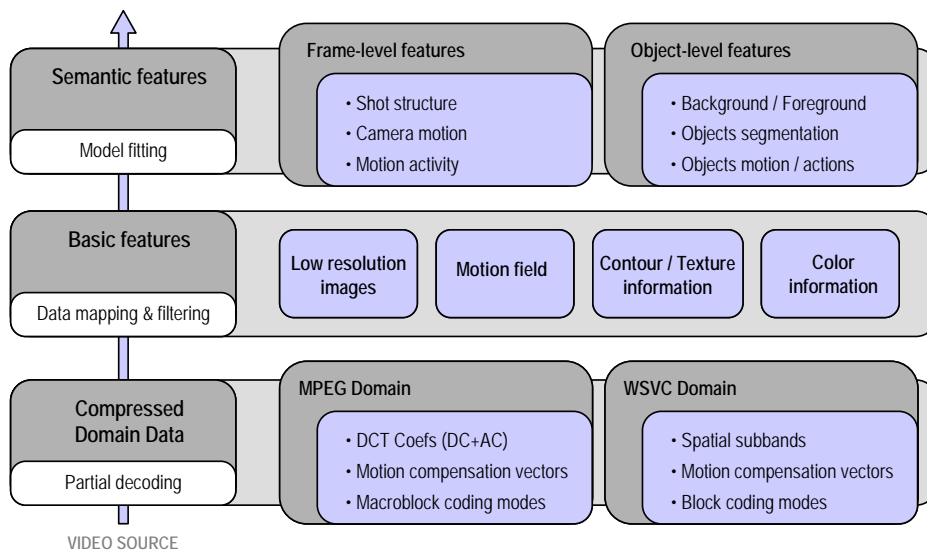 Semantic features
Model fitting
Frame-level features
• Shot structure
• Camera motion
• Motion activity
Object-level features
• Background / Foreground
• Objects segmentation
• Objects motion / actions
Basic features
Data mapping & filtering
Low resolution
images
Motion field
Contour / Texture
information
Color
information
Compressed
Domain Data
Partial decoding
MPEG Domain
• DCT Coefs (DC+AC)
• Motion compensation vectors
• Macroblock coding modes
WSVC Domain
• Spatial subbands
• Motion compensation vectors
• Block coding modes
VIDEO SOURCE